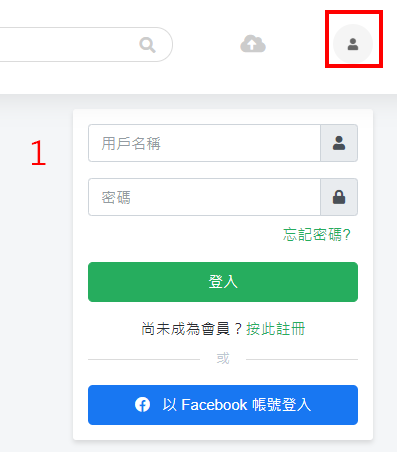 1
用戶名稱
密碼
忘記密碼?
登入
尚未成為會員？按此註冊
或
以 Facebook 帳號登入